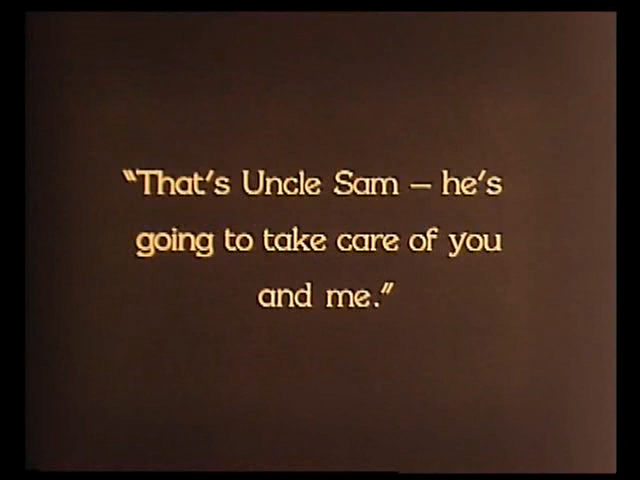 “That’s Uncle Sam – he’s
going to take care of you
and me.”